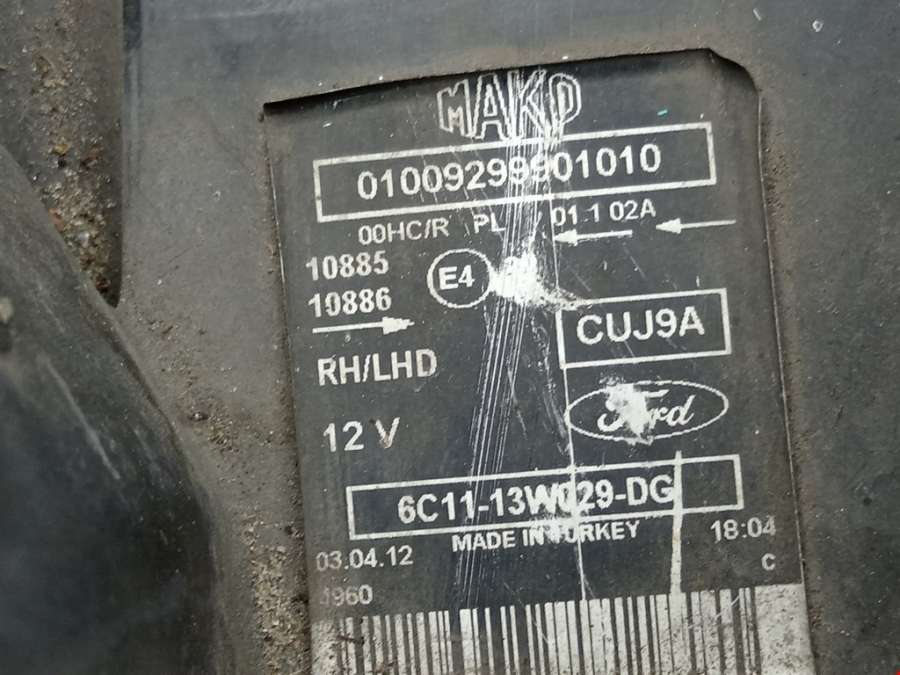 MAKO
01009299901010
00HC/R PL 01 1 02A
10885
10886
E4
CUJ9A
RH/LHD
Ford
12 V
6C11-13W029-DG
MADE IN TURKEY
03.04.12
18:04
C